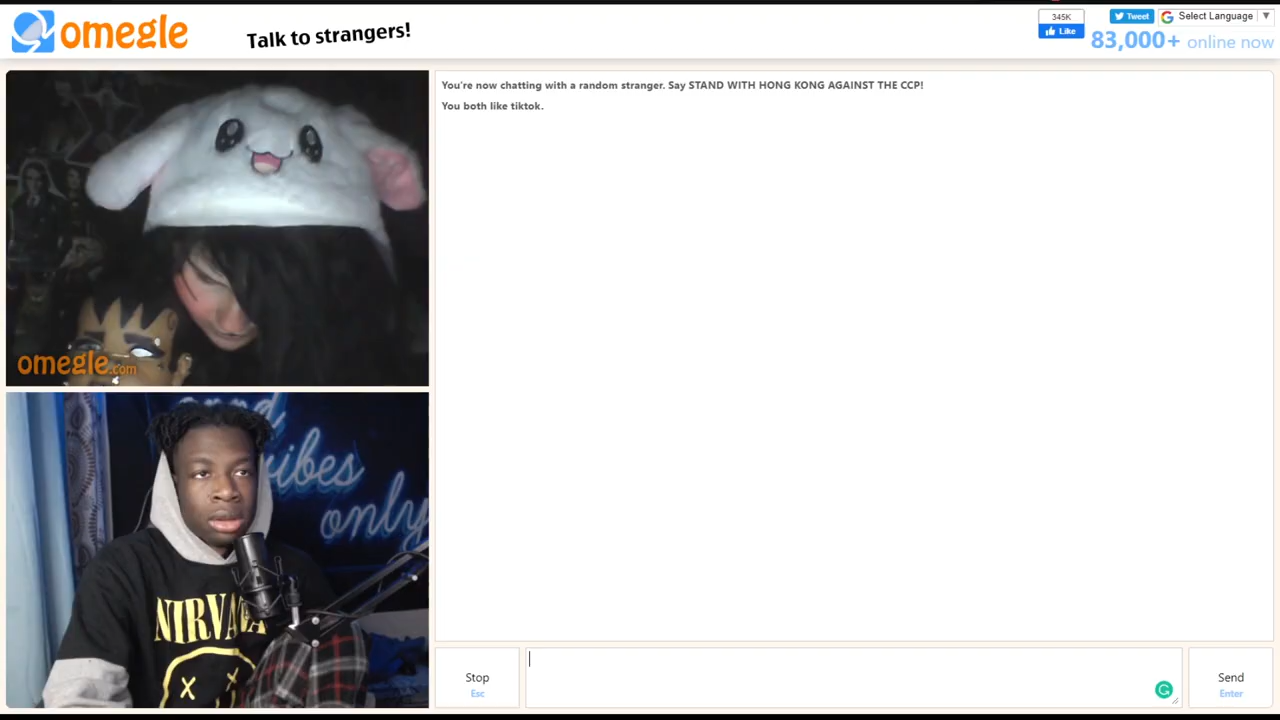 omegle
Talk to strangers!
345K
Like
Tweet
Select Language
83,000+ online now
You're now chatting with a random stranger. Say STAND WITH HONG KONG AGAINST THE CCP!
You both like tiktok.
omegle.com
good
vibes
only
NIRVANA
Stop
Esc
Send
Enter